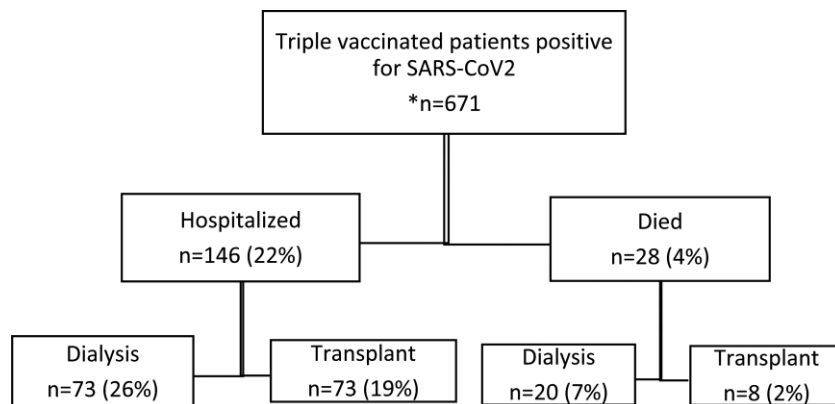 Triple vaccinated patients positive
for SARS-CoV2
*n=671
Hospitalized
n=146 (22%)
Died
n=28 (4%)
Dialysis
n=73 (26%)
Transplant
n=73 (19%)
Dialysis
n=20 (7%)
Transplant
n=8 (2%)